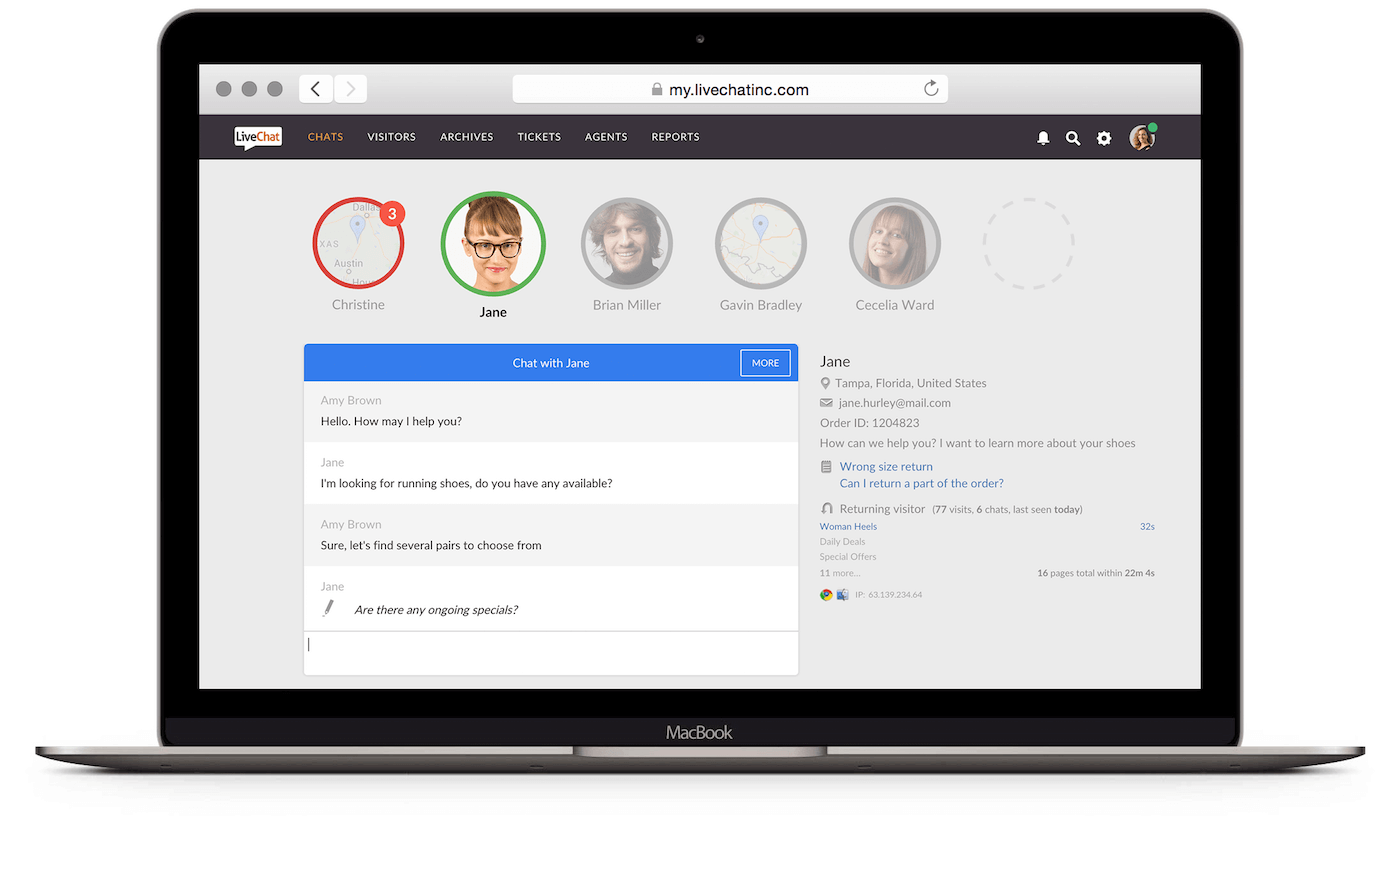 my.livechatinc.com
LiveChat
CHATS VISITORS ARCHIVES TICKETS AGENTS REPORTS
Dallas
3
XAS
Austin
Christine
Jane
Brian Miller
Gavin Bradley
Cecelia Ward
Chat with Jane
MORE
Amy Brown
Hello. How may I help you?
Jane
I'm looking for running shoes, do you have any available?
Amy Brown
Sure, let's find several pairs to choose from
Jane
Are there any ongoing specials?
Jane
Tampa, Florida, United States
jane.hurley@mail.com
Order ID: 1204823
How can we help you? I want to learn more about your shoes
Wrong size return
Can I return a part of the order?
Returning visitor (77 visits, 6 chats, last seen today)
Woman Heels 32s
Daily Deals
Special Offers
11 more... 16 pages total within 22m 4s
IP: 63.139.234.64
MacBook